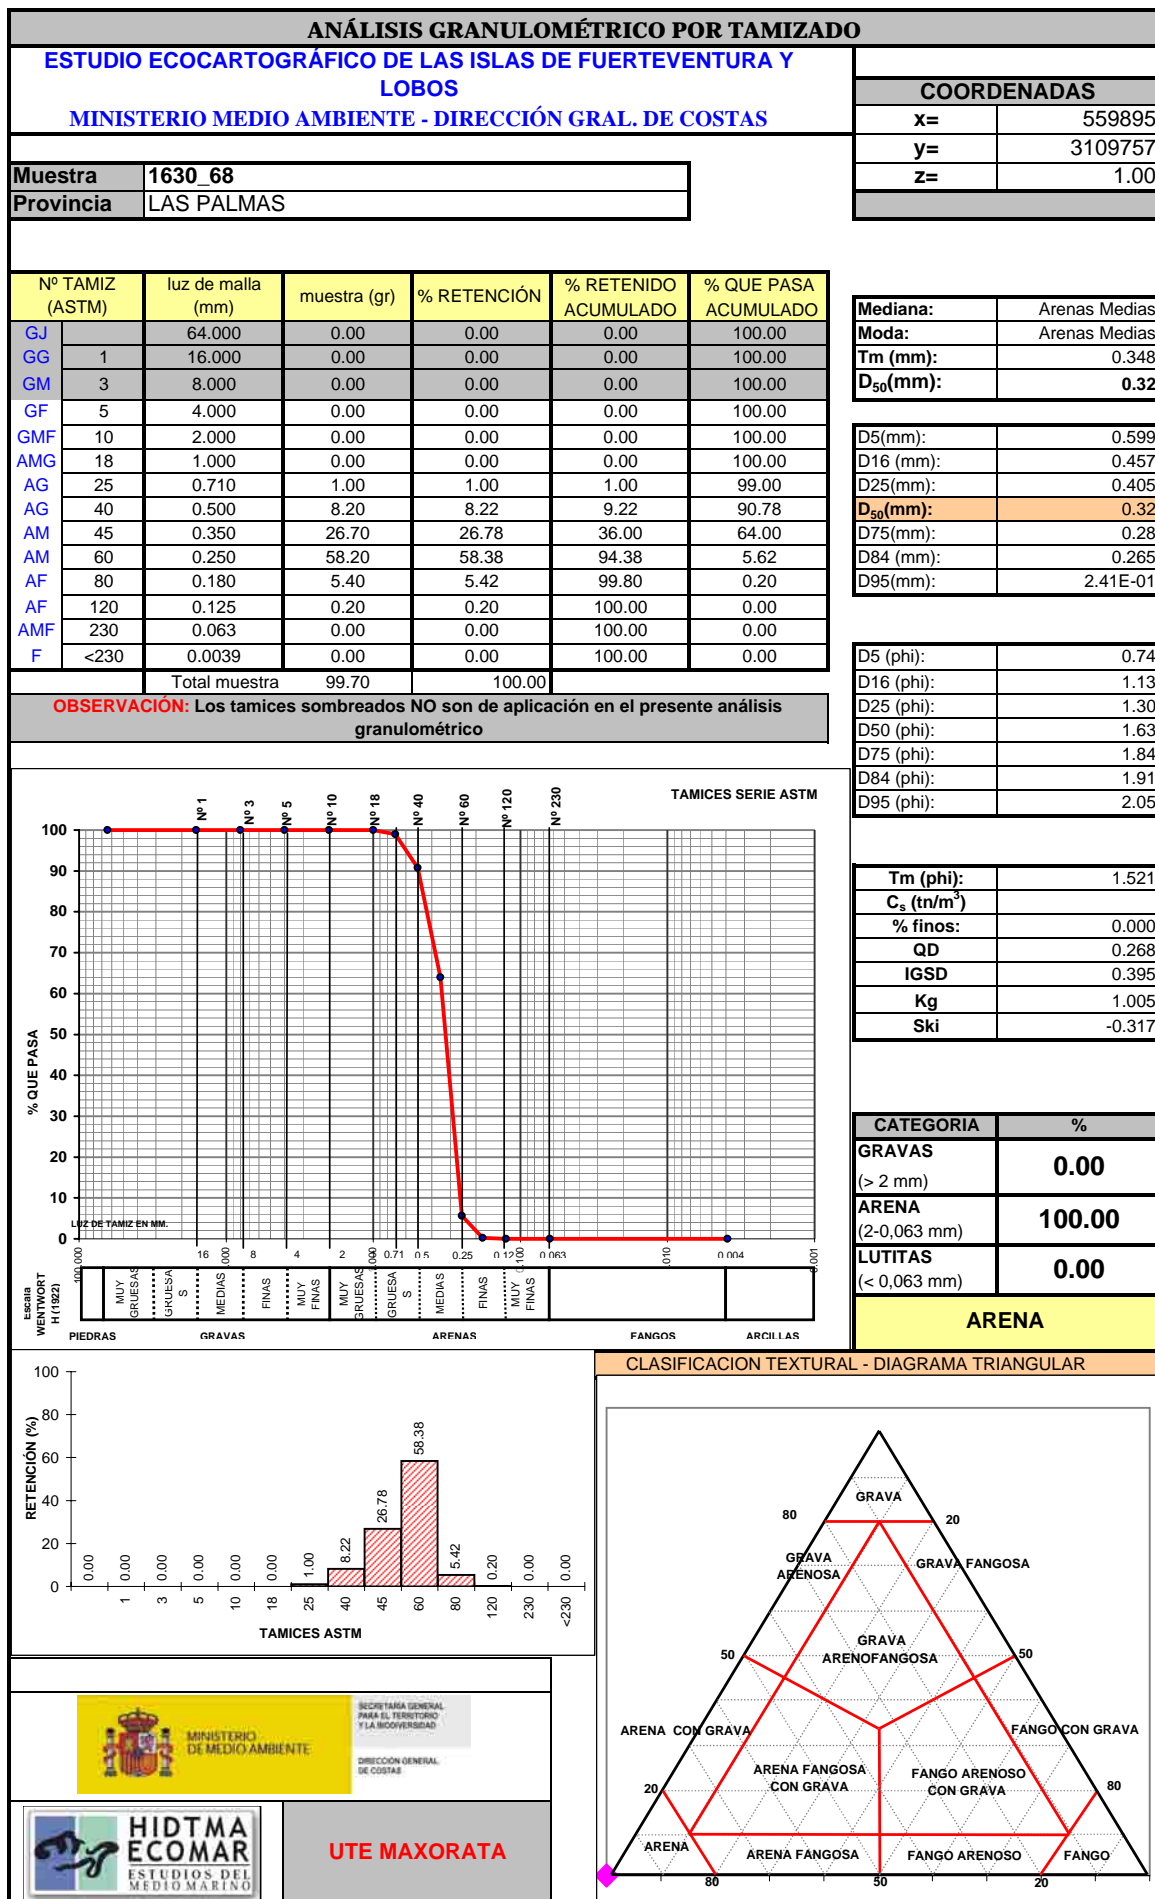 ANÁLISIS GRANULOMÉTRICO POR TAMIZADO
ESTUDIO ECOCARTOGRÁFICO DE LAS ISLAS DE FUERTEVENTURA Y
LOBOS
MINISTERIO MEDIO AMBIENTE - DIRECCIÓN GRAL. DE COSTAS
COORDENADAS
x= 559895
y= 3109757
z= 1.00
Muestra 1630_68
Provincia LAS PALMAS
Nº TAMIZ (ASTM) luz de malla (mm) muestra (gr) % RETENCIÓN % RETENIDO ACUMULADO % QUE PASA ACUMULADO
GJ 64.000 0.00 0.00 0.00 100.00
GG 1 16.000 0.00 0.00 0.00 100.00
GM 3 8.000 0.00 0.00 0.00 100.00
GF 5 4.000 0.00 0.00 0.00 100.00
GMF 10 2.000 0.00 0.00 0.00 100.00
AMG 18 1.000 0.00 0.00 0.00 100.00
AG 25 0.710 1.00 1.00 1.00 99.00
AG 40 0.500 8.20 8.22 9.22 90.78
AM 45 0.350 26.70 26.78 36.00 64.00
AM 60 0.250 58.20 58.38 94.38 5.62
AF 80 0.180 5.40 5.42 99.80 0.20
AF 120 0.125 0.20 0.20 100.00 0.00
AMF 230 0.063 0.00 0.00 100.00 0.00
F <230 0.0039 0.00 0.00 100.00 0.00
Total muestra 99.70 100.00
OBSERVACIÓN: Los tamices sombreados NO son de aplicación en el presente análisis
granulométrico
Mediana: Arenas Medias
Moda: Arenas Medias
Tm (mm): 0.348
D50(mm): 0.32
D5(mm): 0.599
D16 (mm): 0.457
D25(mm): 0.405
D50(mm): 0.32
D75(mm): 0.28
D84 (mm): 0.265
D95(mm): 2.41E-01
D5 (phi): 0.74
D16 (phi): 1.13
D25 (phi): 1.30
D50 (phi): 1.63
D75 (phi): 1.84
D84 (phi): 1.91
D95 (phi): 2.05
Tm (phi): 1.521
Cs (tn/m3)
% finos: 0.000
QD 0.268
IGSD 0.395
Kg 1.005
Ski -0.317
CATEGORIA %
GRAVAS (> 2 mm) 0.00
ARENA (2-0,063 mm) 100.00
LUTITAS (< 0,063 mm) 0.00
ARENA
TAMICES SERIE ASTM
Nº 1 Nº 3 Nº 5 Nº 10 Nº 18 Nº 40 Nº 60 Nº 120 Nº 230
% QUE PASA
100
90
80
70
60
50
40
30
20
10
0
LUZ DE TAMIZ EN MM.
100.000 16 8 4 2 0.71 0.5 0.25 0.12 0.100 0.063 0.004
Escala
WENTWORT
H (1922)
MUY GRUESAS GRUESA S MEDIAS FINAS MUY FINAS MUY GRUESAS GRUESA S MEDIAS FINAS MUY FINAS
PIEDRAS GRAVAS ARENAS FANGOS ARCILLAS
RETENCIÓN (%)
100
80
60
40
20
0
0.00 0.00 0.00 0.00 0.00 0.00 1.00 8.22 26.78 58.38 5.42 0.20 0.00 0.00
1 3 5 10 18 25 40 45 60 80 120 230 <230
TAMICES ASTM
CLASIFICACION TEXTURAL - DIAGRAMA TRIANGULAR
GRAVA
80 20
GRAVA
ARENOSA
GRAVA FANGOSA
GRAVA
ARENOFANGOSA
50 50
ARENA CON GRAVA
FANGO CON GRAVA
ARENA FANGOSA
CON GRAVA
FANGO ARENOSO
CON GRAVA
20 80
ARENA ARENA FANGOSA FANGO ARENOSO FANGO
80 50 20
MINISTERIO
DE MEDIO AMBIENTE
SECRETARÍA GENERAL
PARA EL TERRITORIO
Y LA BIODIVERSIDAD
DIRECCIÓN GENERAL
DE COSTAS
HIDTMA
ECOMAR
ESTUDIOS DEL
MEDIO MARINO
UTE MAXORATA